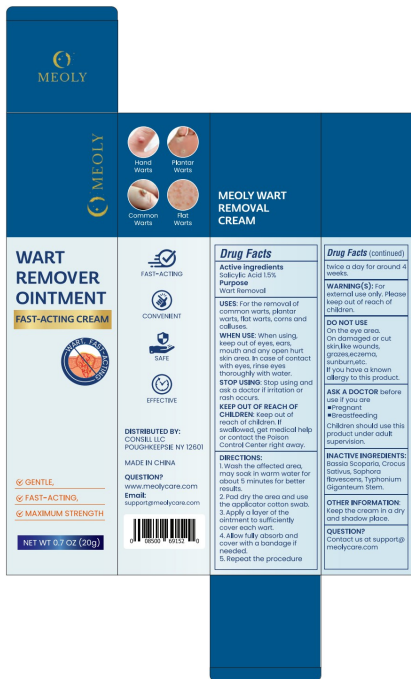 MEOLY
MEOLY
WART
REMOVER
OINTMENT
FAST-ACTING CREAM
WART, FAST-ACTING
GENTLE,
FAST-ACTING,
MAXIMUM STRENGTH
NET WT 0.7 OZ (20g)
Hand
Warts
Plantar
Warts
Common
Warts
Flat
Warts
FAST-ACTING
CONVENIENT
SAFE
EFFECTIVE
DISTRIBUTED BY:
CONSILL LLC
POUGHKEEPSIE NY 12601
MADE IN CHINA
QUESTION?
www.meolycare.com
Email:
support@meolycare.com
0 08500 69152 0
MEOLY WART
REMOVAL
CREAM
Drug Facts
Active ingredients
Salicylic Acid 1.5%
Purpose
Wart Removal
USES: For the removal of
common warts, plantar
warts, flat warts, corns and
calluses.
WHEN USE: When using,
keep out of eyes, ears,
mouth and any open hurt
skin area. In case of contact
with eyes, rinse eyes
thoroughly with water.
STOP USING: Stop using and
ask a doctor if irritation or
rash occurs.
KEEP OUT OF REACH OF
CHILDREN: Keep out of
reach of children. If
swallowed, get medical help
or contact the Poison
Control Center right away.
DIRECTIONS:
1. Wash the affected area,
may soak in warm water for
about 5 minutes for better
results.
2. Pad dry the area and use
the applicator cotton swab.
3. Apply a layer of the
ointment to sufficiently
cover each wart.
4. Allow fully absorb and
cover with a bandage if
needed.
5. Repeat the procedure
Drug Facts (continued)
twice a day for around 4
weeks.
WARNING(S): For
external use only. Please
keep out of reach of
children.
DO NOT USE
On the eye area.
On damaged or cut
skin,like wounds,
grazes,eczema,
sunburn,etc.
If you have a known
allergy to this product.
ASK A DOCTOR before
use if you are
■Pregnant
■Breastfeeding
Children should use this
product under adult
supervision.
INACTIVE INGREDIENTS:
Bassia Scoparia, Crocus
Sativus, Sophora
flavescens, Typhonium
Giganteum Stem.
OTHER INFORMATION:
Keep the cream in a dry
and shadow place.
QUESTION?
Contact us at support@
meolycare.com